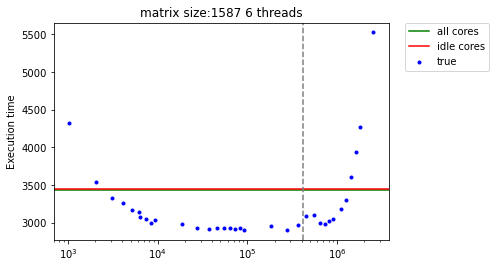 matrix size:1587 6 threads
all cores
idle cores
true
Execution time
5500
5000
4500
4000
3500
3000
10³ 10⁴ 10⁵ 10⁶